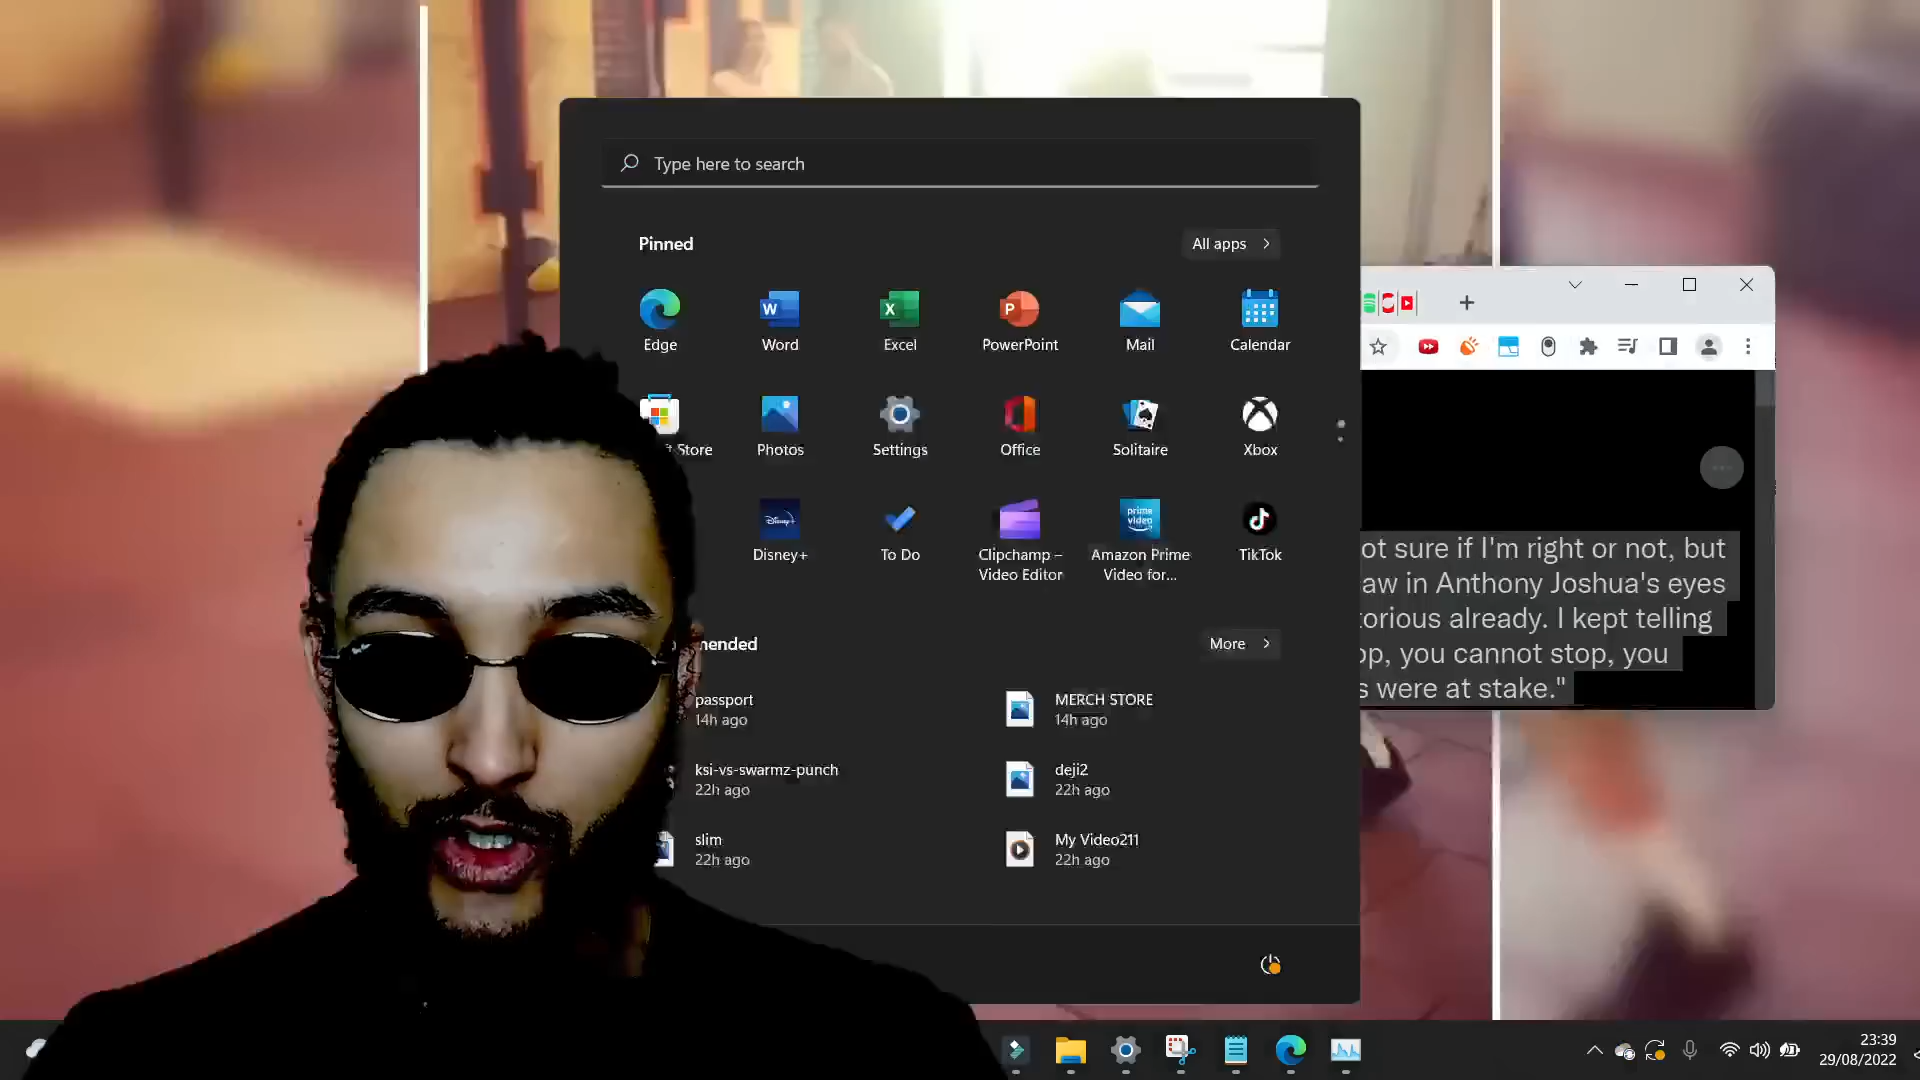 Type here to search
Pinned
All apps
Edge
Word
Excel
PowerPoint
Mail
Calendar
Store
Photos
Settings
Office
Solitaire
Xbox
Disney+
To Do
Clipchamp – Video Editor
prime video
Amazon Prime Video for...
TikTok
mended
More
passport
14h ago
MERCH STORE
14h ago
ksi-vs-swarmz-punch
22h ago
deji2
22h ago
slim
22h ago
My Video211
22h ago
ot sure if I'm right or not, but
aw in Anthony Joshua's eyes
torious already. I kept telling
op, you cannot stop, you
s were at stake."
23:39
29/08/2022